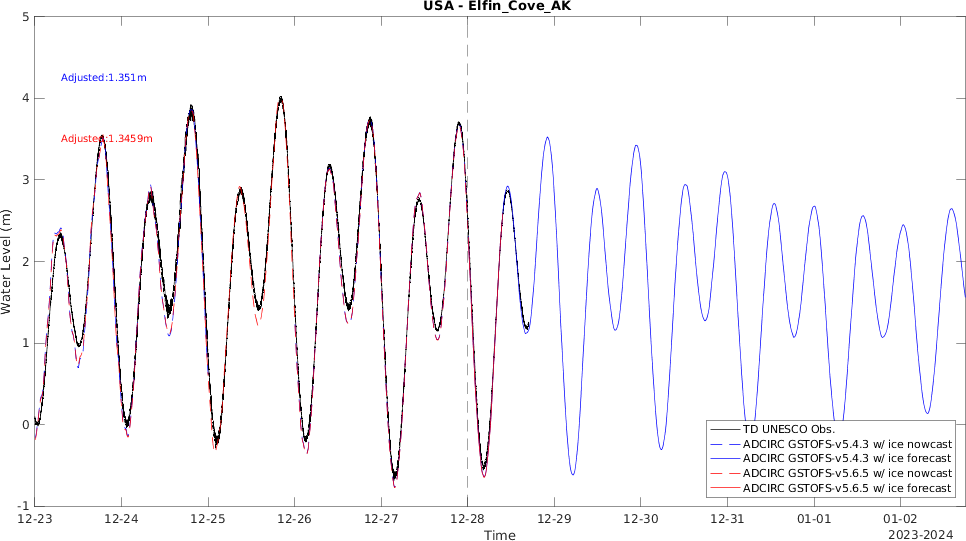 USA - Elfin_Cove_AK
5
4
3
2
1
0
-1
Water Level (m)
Adjusted:1.351m
Adjusted:1.3459m
TD UNESCO Obs.
ADCIRC GSTOFS-v5.4.3 w/ ice nowcast
ADCIRC GSTOFS-v5.4.3 w/ ice forecast
ADCIRC GSTOFS-v5.6.5 w/ ice nowcast
ADCIRC GSTOFS-v5.6.5 w/ ice forecast
12-23 12-24 12-25 12-26 12-27 12-28 12-29 12-30 12-31 01-01 01-02
Time
2023-2024